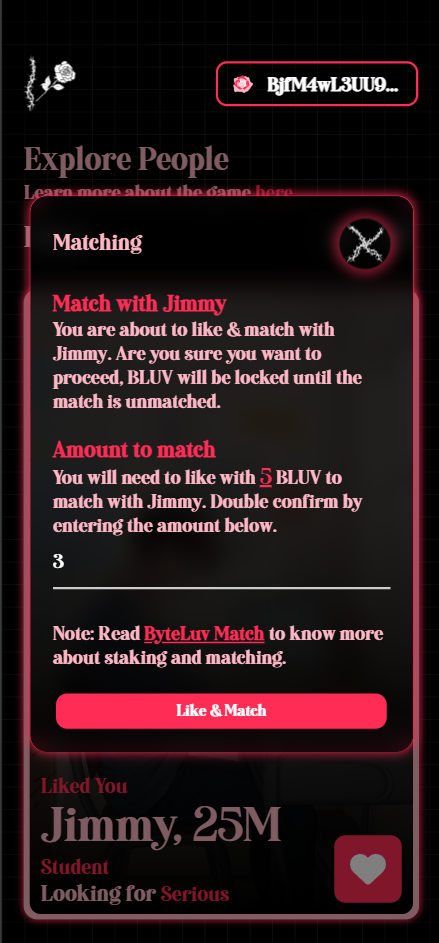 BjfM4wL3UU9...
Explore People
Learn more about the game here
Matching
Match with Jimmy
You are about to like & match with
Jimmy. Are you sure you want to
proceed, BLUV will be locked until the
match is unmatched.
Amount to match
You will need to like with 5 BLUV to
match with Jimmy. Double confirm by
entering the amount below.
3
Note: Read ByteLuv Match to know more
about staking and matching.
Like & Match
Liked You
Jimmy, 25M
Student
Looking for Serious